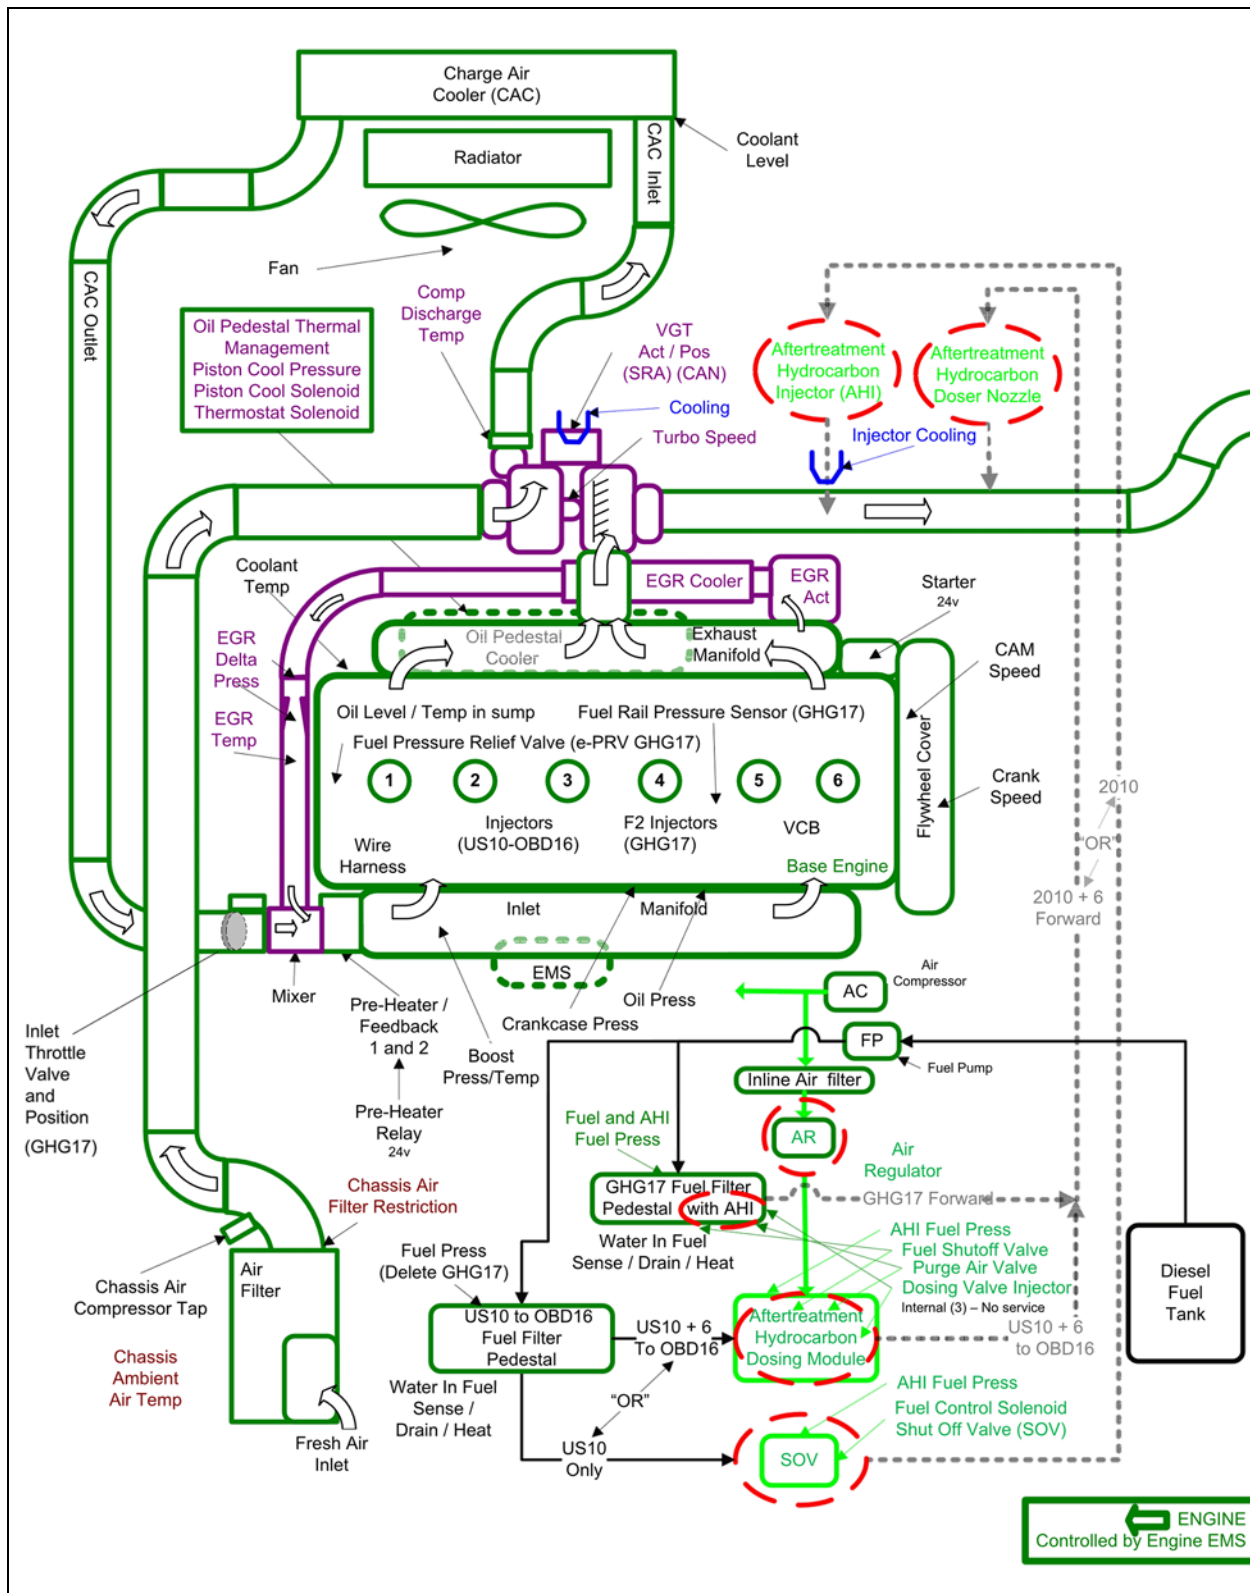 Charge Air
Cooler (CAC)
CAC Inlet
Coolant
Level
Radiator
Fan
CAC Outlet
Comp
Discharge
Temp
VGT
Act / Pos
(SRA) (CAN)
Cooling
Turbo Speed
Oil Pedestal Thermal
Management
Piston Cool Pressure
Piston Cool Solenoid
Thermostat Solenoid
Aftertreatment
Hydrocarbon
Injector (AHI)
Aftertreatment
Hydrocarbon
Doser Nozzle
Injector Cooling
Coolant
Temp
EGR Cooler
EGR
Act
Starter
24v
EGR
Delta
Press
EGR
Temp
Oil Pedestal
Cooler
Exhaust
Manifold
CAM
Speed
Flywheel Cover
Crank
Speed
Oil Level / Temp in sump
Fuel Rail Pressure Sensor (GHG17)
Fuel Pressure Relief Valve (e-PRV GHG17)
1
2
3
4
5
6
Wire
Harness
Injectors
(US10-OBD16)
F2 Injectors
(GHG17)
VCB
Base Engine
2010
"OR"
2010 + 6
Forward
Inlet
Manifold
EMS
Mixer
Oil Press
Crankcase Press
Pre-Heater /
Feedback
1 and 2
Boost
Press/Temp
Pre-Heater
Relay
24v
Inlet
Throttle
Valve
and
Position
(GHG17)
AC
Air
Compressor
FP
Fuel Pump
Inline Air filter
AR
Air
Regulator
Fuel and AHI
Fuel Press
GHG17 Fuel Filter
Pedestal with AHI
GHG17 Forward
Water In Fuel
Sense / Drain / Heat
AHI Fuel Press
Fuel Shutoff Valve
Purge Air Valve
Dosing Valve Injector
Internal (3) – No service
Chassis Air
Filter Restriction
Air
Filter
Chassis Air
Compressor Tap
Chassis
Ambient
Air Temp
Fresh Air
Inlet
Fuel Press
(Delete GHG17)
US10 to OBD16
Fuel Filter
Pedestal
Water In Fuel
Sense /
Drain / Heat
US10 + 6
To OBD16
"OR"
US10
Only
Aftertreatment
Hydrocarbon
Dosing Module
US10 + 6
to OBD16
Diesel
Fuel
Tank
AHI Fuel Press
Fuel Control Solenoid
Shut Off Valve (SOV)
SOV
ENGINE
Controlled by Engine EMS